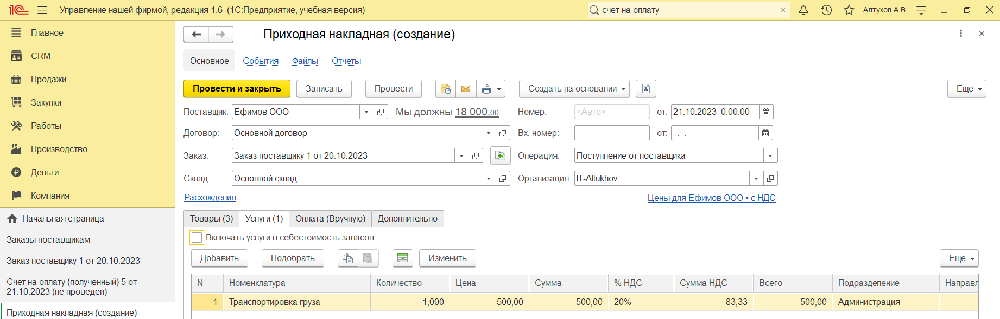 1С Управление нашей фирмой, редакция 1.6 (1С:Предприятие, учебная версия) счет на оплату Алтухов А.В.
Главное
CRM
Продажи
Закупки
Работы
Производство
Деньги
Компания
Начальная страница
Заказы поставщикам
Заказ поставщику 1 от 20.10.2023
Счет на оплату (полученный) 5 от
21.10.2023 (не проведен)
Приходная накладная (создание)
Приходная накладная (создание)
Основное События Файлы Отчеты
Провести и закрыть Записать Провести Создать на основании Еще
Поставщик: Ефимов ООО Мы должны 18 000,00 Номер: <Авто> от: 21.10.2023 0:00:00
Договор: Основной договор Вх. номер: от: . .
Заказ: Заказ поставщику 1 от 20.10.2023 Операция: Поступление от поставщика
Склад: Основной склад Организация: IT-Altukhov
Расхождения Цены для Ефимов ООО • с НДС
Товары (3) Услуги (1) Оплата (Вручную) Дополнительно
Включать услуги в себестоимость запасов
Добавить Подобрать Изменить Еще
N Номенклатура Количество Цена Сумма % НДС Сумма НДС Всего Подразделение Направл
1 Транспортировка груза 1,000 500,00 500,00 20% 83,33 500,00 Администрация